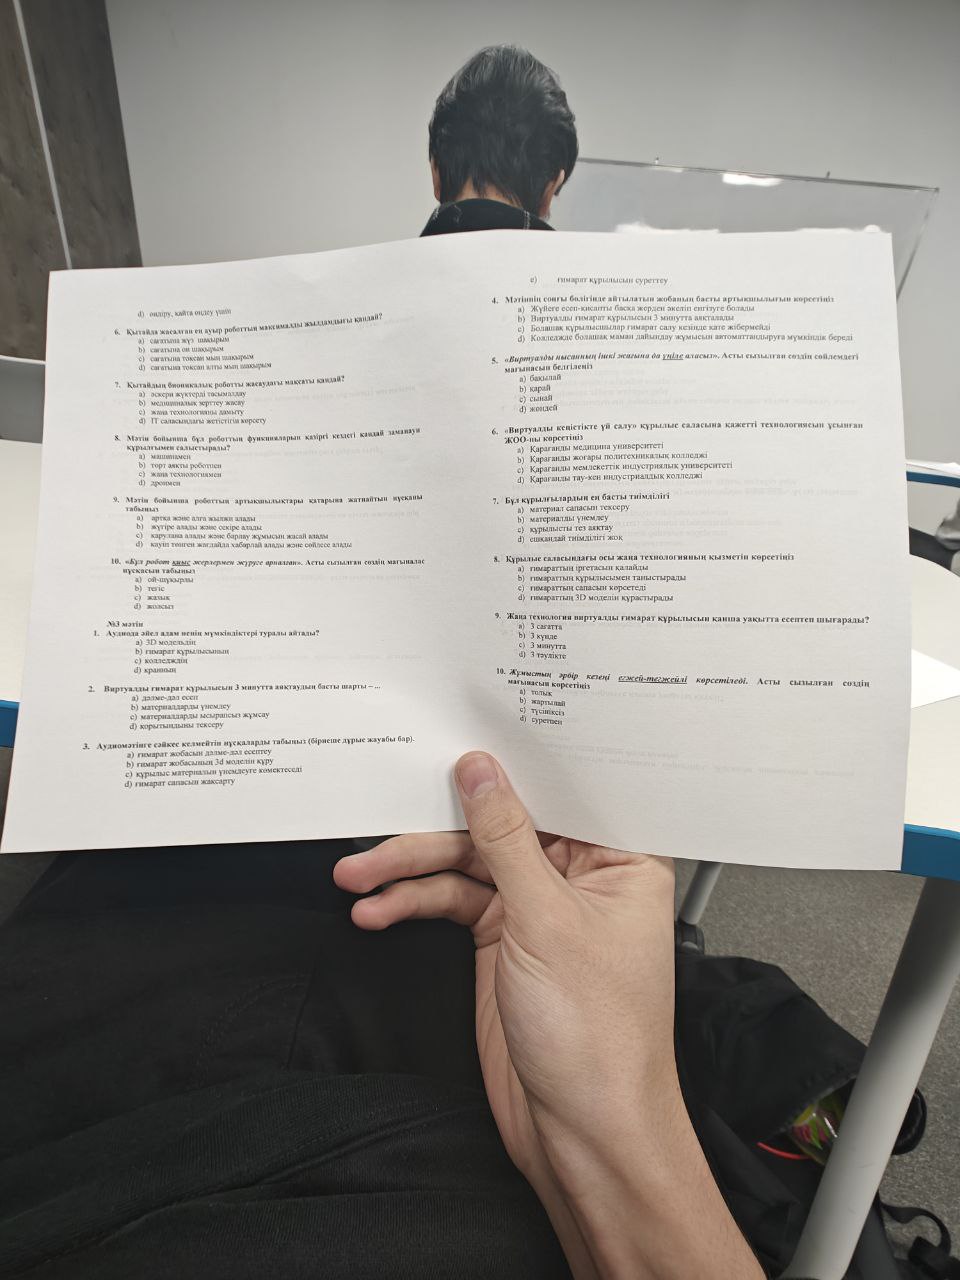 d) өндіру, қайта өңдеу үшін
6. Қытайда жасалған ең ауыр роботтың максималды жылдамдығы қандай?
a) сағатына жүз шақырым
b) сағатына он шақырым
c) сағатына тоқсан мың шақырым
d) сағатына тоқсан алты мың шақырым
7. Қытайдың бионикалық роботты жасаудағы мақсаты қандай?
a) әскери жүктерді тасымалдау
b) медициналық зерттеу жасау
c) жаңа технологияны дамыту
d) IT саласындағы жетістігін көрсету
8. Мәтін бойынша бұл роботтың функцияларын қазіргі кездегі қандай заманауи
құрылғымен салыстырады?
a) машинамен
b) төрт аяқты роботпен
c) жаңа технологиямен
d) дронмен
9. Мәтін бойынша роботтың артықшылықтары қатарына жатпайтын нұсқаны
табыңыз
a) артқа және алға жылжи алады
b) жүгіре алады және секіре алады
c) қарулана алады және барлау жұмысын жасай алады
d) қауіп төнген жағдайда хабарлай алады және сөйлесе алады
10. «Бұл робот қиыс жерлермен жүруге арналған». Асты сызылған сөздің мағыналас
нұсқасын табыңыз
a) ой-шұқырлы
b) тегіс
c) жазық
d) жолсыз
№3 мәтін
1. Аудиода әйел адам ненің мүмкіндіктері туралы айтады?
a) 3D модельдің
b) ғимарат құрылысының
c) колледждің
d) кранның
2. Виртуалды ғимарат құрылысын 3 минутта аяқтаудың басты шарты – ...
a) дәлме-дәл есеп
b) материалдарды үнемдеу
c) материалдарды ысырапсыз жұмсау
d) қорытындыны тексеру
3. Аудиомәтінге сәйкес келмейтін нұсқаларды табыңыз (бірнеше дұрыс жауабы бар).
a) ғимарат жобасын дәлме-дәл есептеу
b) ғимарат жобасының 3d моделін құру
c) құрылыс материалын үнемдеуге көмектеседі
d) ғимарат сапасын жақсарту
e) ғимарат құрылысын суреттеу
4. Мәтіннің соңғы бөлігінде айтылатын жобаның басты артықшылығын көрсетіңіз
a) Жүйеге есеп-қисапты басқа жерден әкеліп енгізуге болады
b) Виртуалды ғимарат құрылысын 3 минутта аяқталады
c) Болашақ құрылысшылар ғимарат салу кезінде қате жібермейді
d) Колледжде болашақ маман дайындау жұмысын автоматтандыруға мүмкіндік береді
5. «Виртуалды нысанның ішкі жағына да үңіле аласыз». Асты сызылған сөздің сөйлемдегі
мағынасын белгілеңіз
a) бақылай
b) қарай
c) сынай
d) жөндей
6. «Виртуалды кеңістікте үй салу» құрылыс саласына қажетті технологиясын ұсынған
ЖОО-ны көрсетіңіз
a) Қарағанды медицина университеті
b) Қарағанды жоғары политехникалық колледжі
c) Қарағанды мемлекеттік индустриялық университеті
d) Қарағанды тау-кен индустриалдық колледжі
7. Бұл құрылғылардың ең басты тиімділігі
a) материал сапасын тексеру
b) материалды үнемдеу
c) құрылысты тез аяқтау
d) ешқандай тиімділігі жоқ
8. Құрылыс саласындағы осы жаңа технологияның қызметін көрсетіңіз
a) ғимараттың іргетасын қалайды
b) ғимараттың құрылысымен таныстырады
c) ғимараттың сапасын көрсетеді
d) ғимараттың 3D моделін құрастырады
9. Жаңа технология виртуалды ғимарат құрылысын қанша уақытта есептеп шығарады?
a) 3 сағатта
b) 3 күнде
c) 3 минутта
d) 3 тәулікте
10. Жұмыстың әрбір кезеңі егжей-тегжейлі көрсетіледі. Асты сызылған сөздің
мағынасын көрсетіңіз
a) толық
b) жартылай
c) түсініксіз
d) суретпен